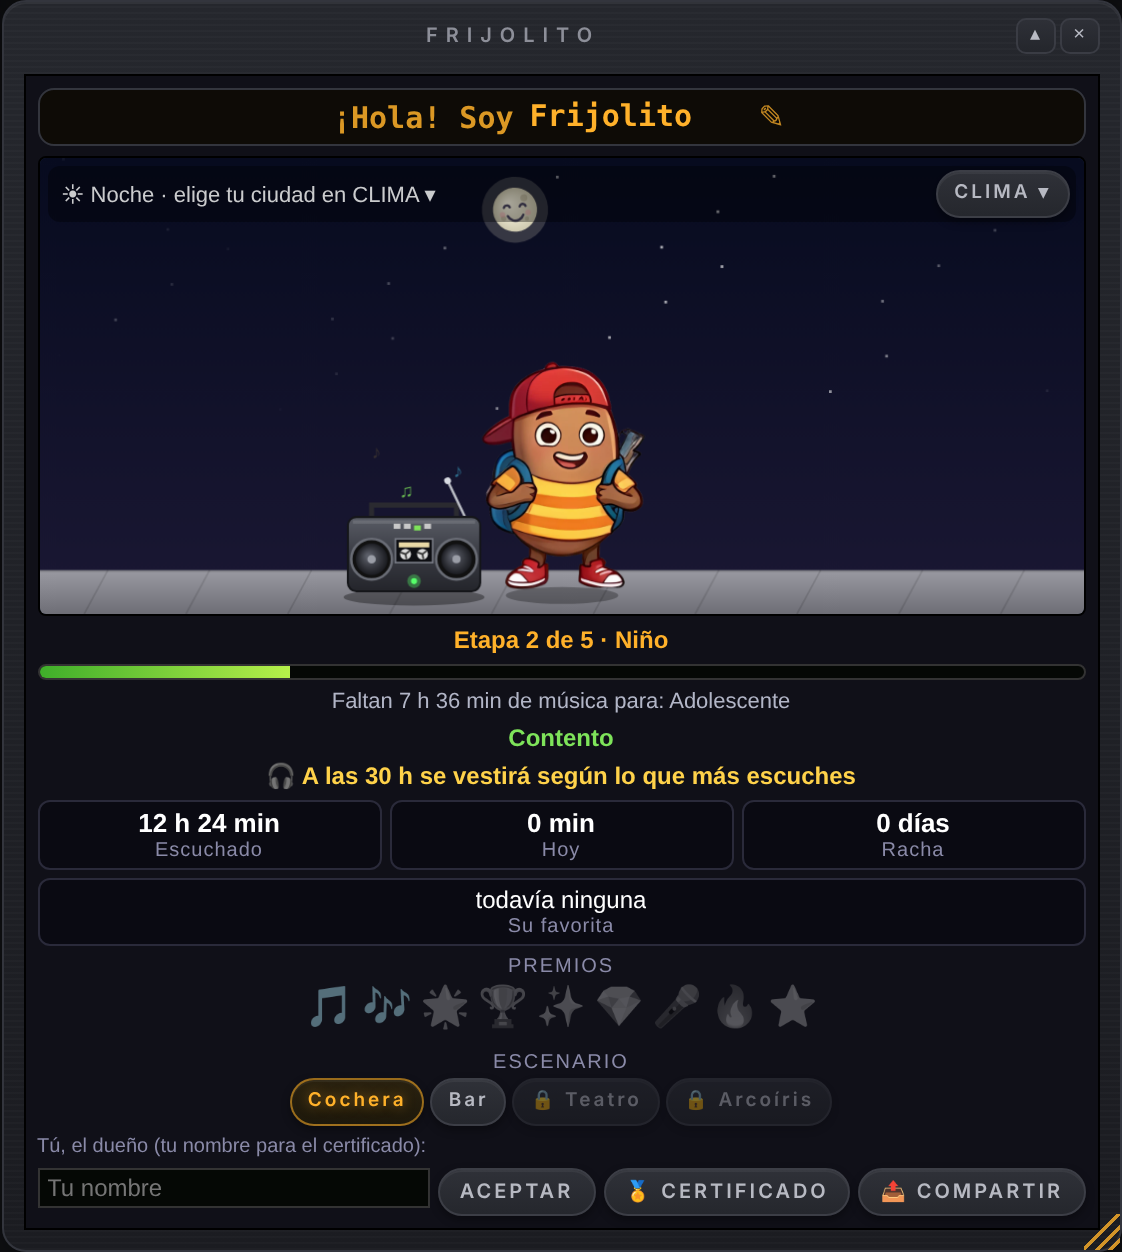 FRIJOLITO
¡Hola! Soy Frijolito
Noche · elige tu ciudad en CLIMA ▾
CLIMA ▾
Etapa 2 de 5 · Niño
Faltan 7 h 36 min de música para: Adolescente
Contento
🎧 A las 30 h se vestirá según lo que más escuches
12 h 24 min
Escuchado
0 min
Hoy
0 días
Racha
todavía ninguna
Su favorita
PREMIOS
ESCENARIO
Cochera
Bar
🔒 Teatro
🔒 Arcoíris
Tú, el dueño (tu nombre para el certificado):
Tu nombre
ACEPTAR
🏅 CERTIFICADO
📤 COMPARTIR